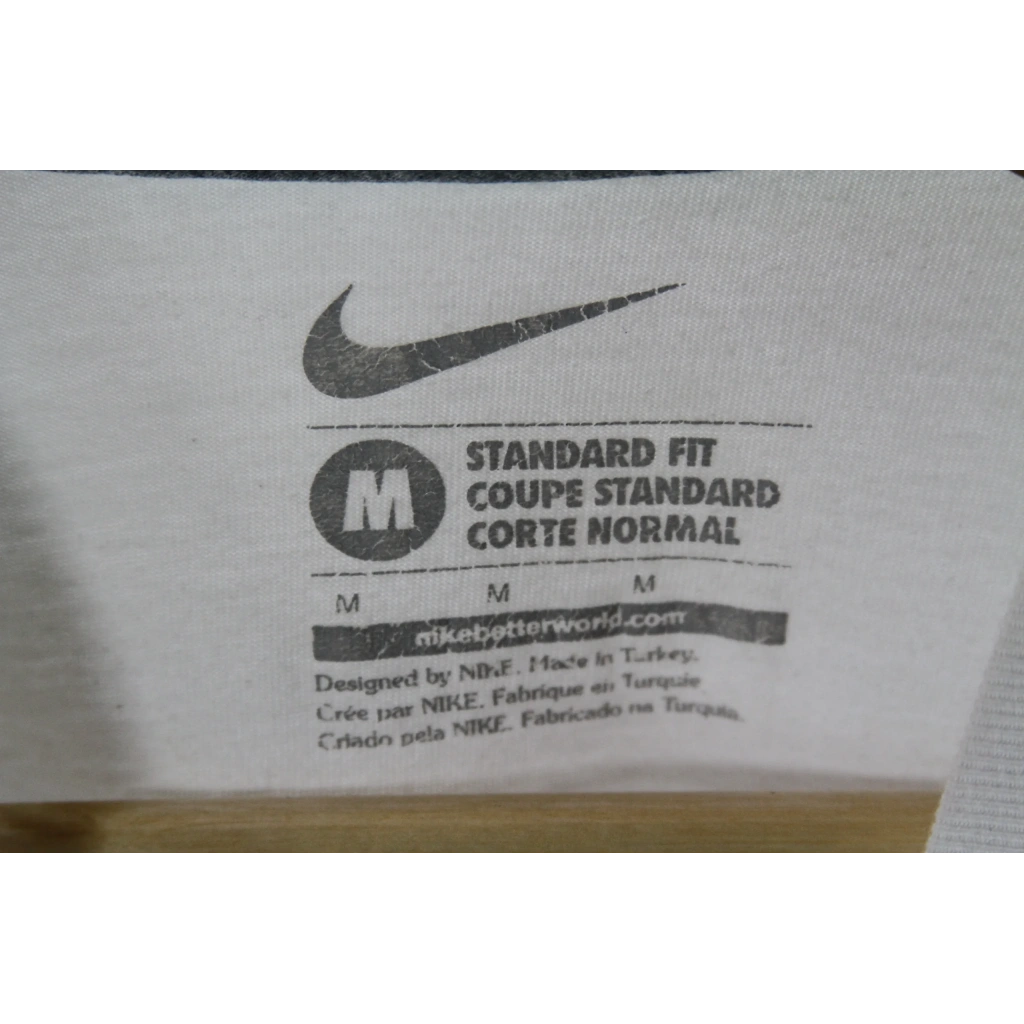 M
STANDARD FIT
COUPE STANDARD
CORTE NORMAL
M M M
nikebetterworld.com
Designed by NIKE. Made in Turkey.
Crée par NIKE. Fabrique en Turquie
Criado pela NIKE. Fabricado na Turquia.